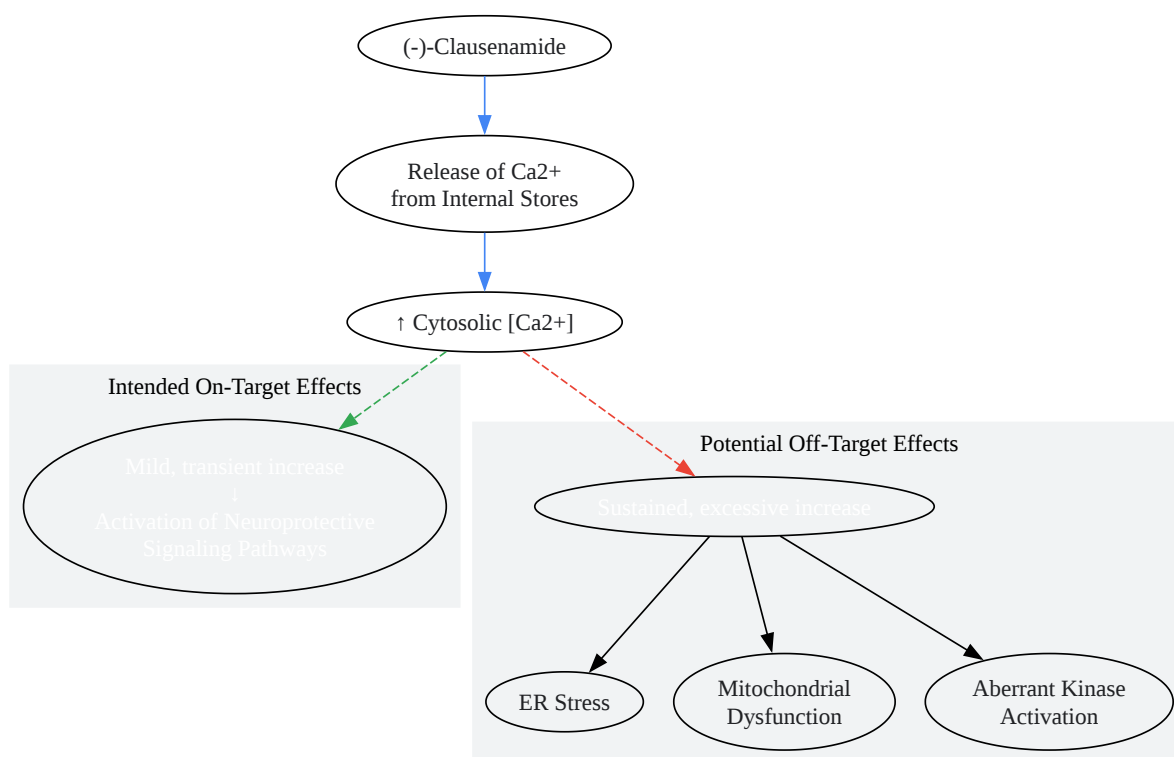 (-)-Clausenamide
Release of Ca2+
from Internal Stores
↑ Cytosolic [Ca2+]
Intended On-Target Effects
Mild, transient increase
↓
Activation of Neuroprotective
Signaling Pathways
Potential Off-Target Effects
Sustained, excessive increase
ER Stress
Mitochondrial
Dysfunction
Aberrant Kinase
Activation